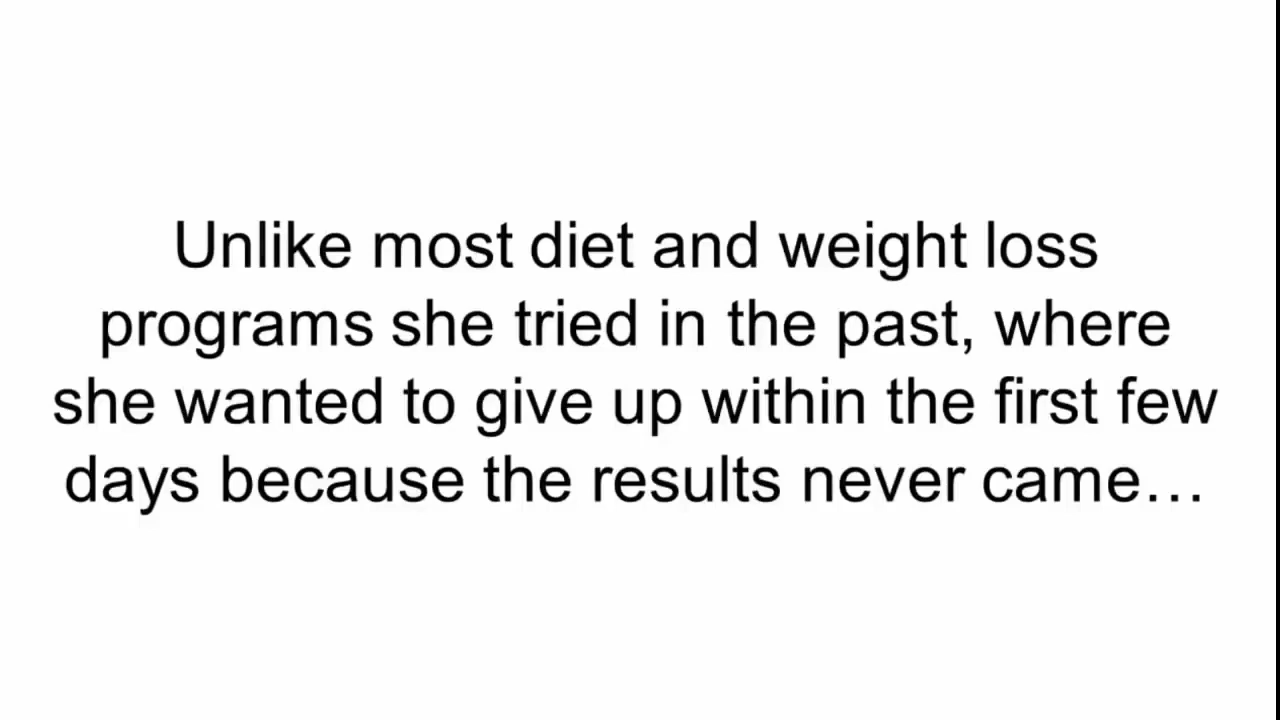 Unlike most diet and weight loss
programs she tried in the past, where
she wanted to give up within the first few
days because the results never came…